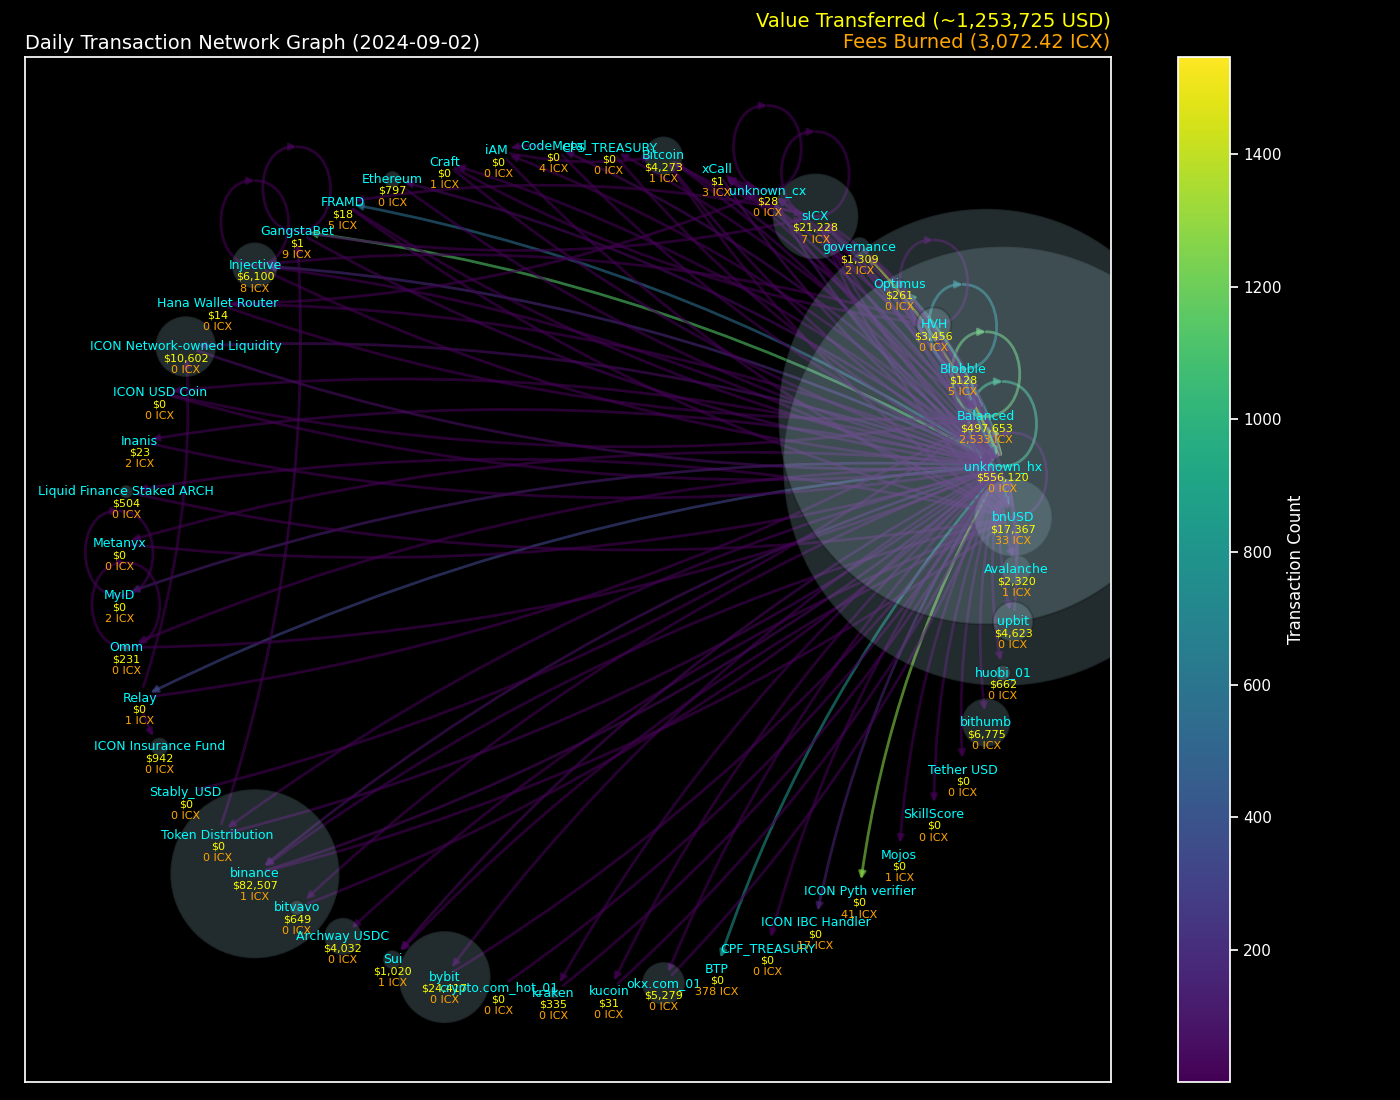 Value Transferred (~1,253,725 USD)
Daily Transaction Network Graph (2024-09-02)
Fees Burned (3,072.42 ICX)
iAM
$0
0 ICX
CodeMetal
$0
4 ICX
CPS_TREASURY
$0
0 ICX
Bitcoin
$4,273
1 ICX
Craft
$0
1 ICX
xCall
$1
3 ICX
Ethereum
$797
0 ICX
unknown_cx
$28
0 ICX
FRAMD
$18
5 ICX
sICX
$21,228
7 ICX
GangstaBet
$1
9 ICX
governance
$1,309
2 ICX
Injective
$6,100
8 ICX
Optimus
$261
0 ICX
Hana Wallet Router
$14
0 ICX
HVH
$3,456
0 ICX
ICON Network-owned Liquidity
$10,602
0 ICX
Blobble
$128
5 ICX
ICON USD Coin
$0
0 ICX
Balanced
$497,653
2,533 ICX
Inanis
$23
2 ICX
unknown_hx
$556,120
0 ICX
Liquid Finance Staked ARCH
$504
0 ICX
bnUSD
$17,367
33 ICX
Metanyx
$0
0 ICX
Avalanche
$2,320
1 ICX
MyID
$0
2 ICX
upbit
$4,623
0 ICX
Omm
$231
0 ICX
huobi_01
$662
0 ICX
Relay
$0
1 ICX
bithumb
$6,775
0 ICX
ICON Insurance Fund
$942
0 ICX
Tether USD
$0
0 ICX
Stably_USD
$0
0 ICX
SkillScore
$0
0 ICX
Token Distribution
$0
0 ICX
Mojos
$0
1 ICX
binance
$82,507
1 ICX
ICON Pyth verifier
$0
41 ICX
bitvavo
$649
0 ICX
ICON IBC Handler
$0
17 ICX
Archway USDC
$4,032
0 ICX
CPF_TREASURY
$0
0 ICX
Sui
$1,020
1 ICX
BTP
$0
378 ICX
bybit
$24,417
0 ICX
crypto.com_hot_01
$0
0 ICX
kraken
$335
0 ICX
kucoin
$31
0 ICX
okx.com_01
$5,279
0 ICX
1400
1200
1000
800
600
400
200
Transaction Count